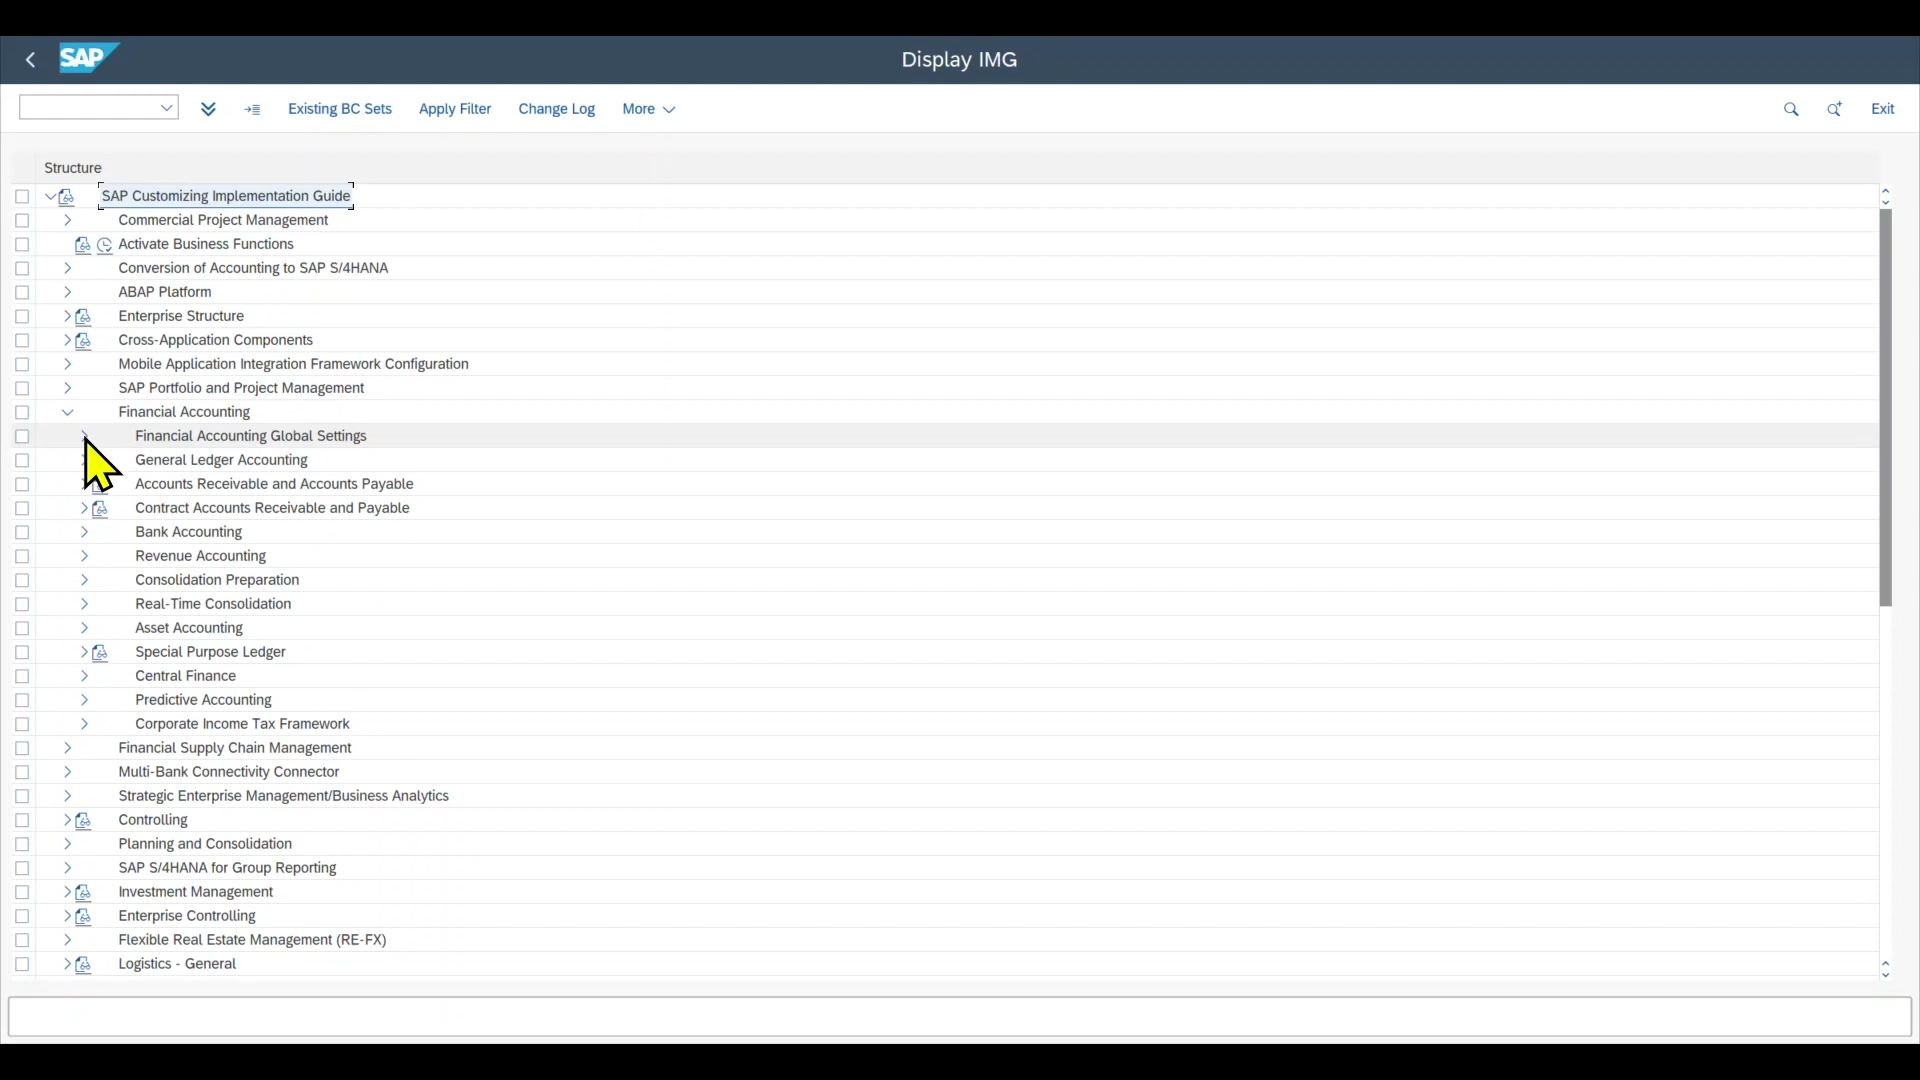 SAP
Display IMG
Existing BC Sets Apply Filter Change Log More Exit
Structure
SAP Customizing Implementation Guide
Commercial Project Management
Activate Business Functions
Conversion of Accounting to SAP S/4HANA
ABAP Platform
Enterprise Structure
Cross-Application Components
Mobile Application Integration Framework Configuration
SAP Portfolio and Project Management
Financial Accounting
Financial Accounting Global Settings
General Ledger Accounting
Accounts Receivable and Accounts Payable
Contract Accounts Receivable and Payable
Bank Accounting
Revenue Accounting
Consolidation Preparation
Real-Time Consolidation
Asset Accounting
Special Purpose Ledger
Central Finance
Predictive Accounting
Corporate Income Tax Framework
Financial Supply Chain Management
Multi-Bank Connectivity Connector
Strategic Enterprise Management/Business Analytics
Controlling
Planning and Consolidation
SAP S/4HANA for Group Reporting
Investment Management
Enterprise Controlling
Flexible Real Estate Management (RE-FX)
Logistics - General